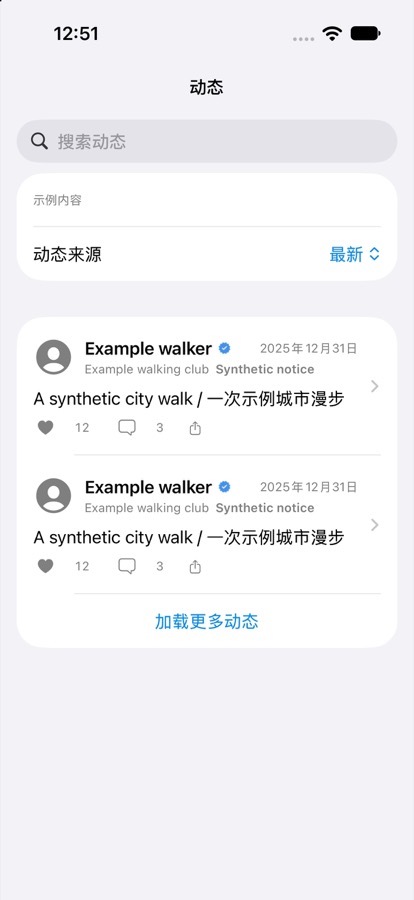 12:51
动态
搜索动态
示例内容
动态来源 最新
Example walker 2025年12月31日
Example walking club Synthetic notice
A synthetic city walk / 一次示例城市漫步
12 3
Example walker 2025年12月31日
Example walking club Synthetic notice
A synthetic city walk / 一次示例城市漫步
12 3
加载更多动态